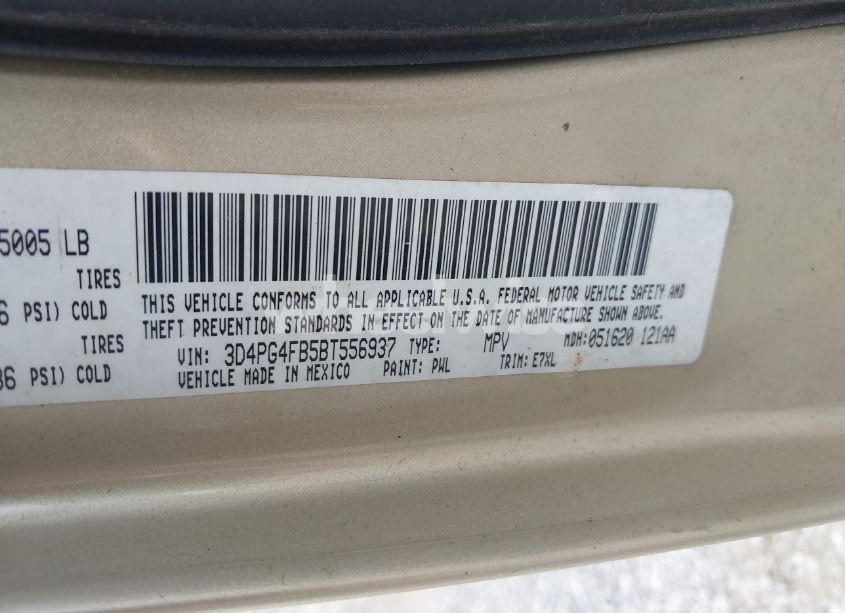 5005 LB
TIRES
6 PSI) COLD
TIRES
36 PSI) COLD
THIS VEHICLE CONFORMS TO ALL APPLICABLE U.S.A. FEDERAL MOTOR VEHICLE SAFETY AND
THEFT PREVENTION STANDARDS IN EFFECT ON THE DATE OF MANUFACTURE SHOWN ABOVE.
VIN: 3D4PG4FB5BT556937 TYPE: MPV MDH: 051620 121AA
VEHICLE MADE IN MEXICO PAINT: PWL TRIM: E7XL